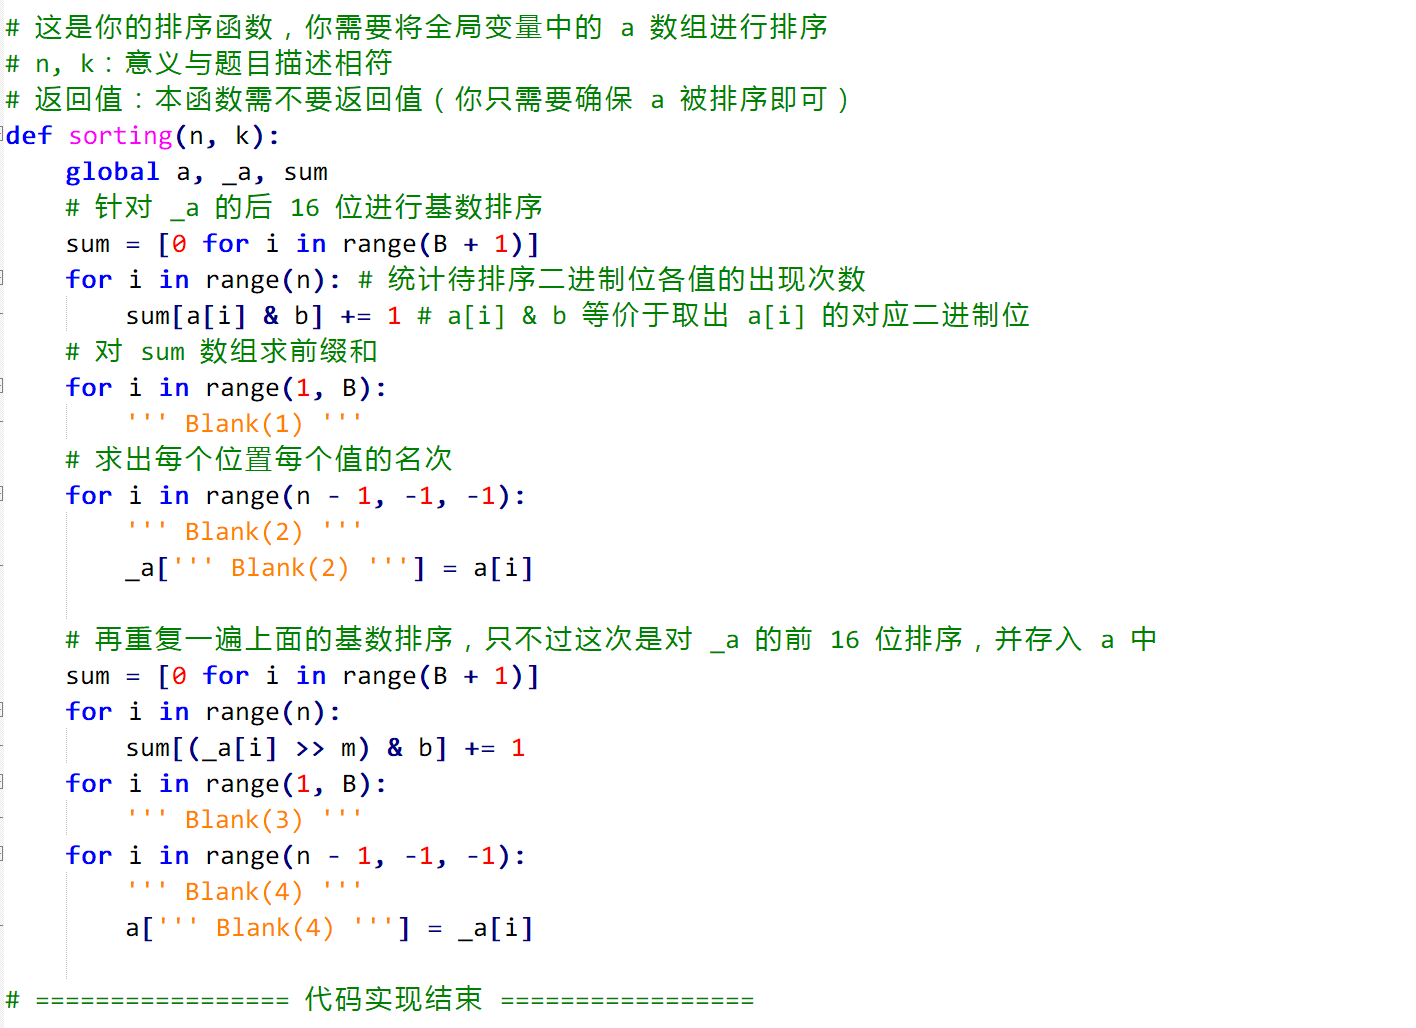 # 这是你的排序函数，你需要将全局变量中的 a 数组进行排序
# n, k：意义与题目描述相符
# 返回值：本函数需不要返回值（你只需要确保 a 被排序即可）
def sorting(n, k):
    global a, _a, sum
    # 针对 _a 的后 16 位进行基数排序
    sum = [0 for i in range(B + 1)]
    for i in range(n): # 统计待排序二进制位各值的出现次数
        sum[a[i] & b] += 1 # a[i] & b 等价于取出 a[i] 的对应二进制位
    # 对 sum 数组求前缀和
    for i in range(1, B):
        ''' Blank(1) '''
    # 求出每个位置每个值的名次
    for i in range(n - 1, -1, -1):
        ''' Blank(2) '''
        _a[''' Blank(2) '''] = a[i]
    # 再重复一遍上面的基数排序，只不过这次是对 _a 的前 16 位排序，并存入 a 中
    sum = [0 for i in range(B + 1)]
    for i in range(n):
        sum[(_a[i] >> m) & b] += 1
    for i in range(1, B):
        ''' Blank(3) '''
    for i in range(n - 1, -1, -1):
        ''' Blank(4) '''
        a[''' Blank(4) '''] = _a[i]
# ================= 代码实现结束 =================